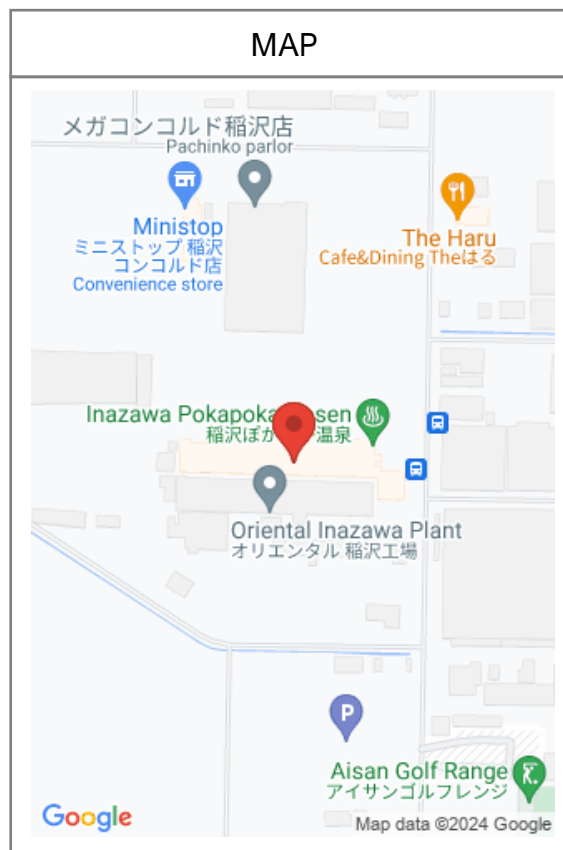 MAP
メガコンコルド稲沢店
Pachinko parlor
Ministop
ミニストップ 稲沢
コンコルド店
Convenience store
The Haru
Cafe&Dining Theはる
Inazawa Pokapoka
稲沢ぽか 温泉
Oriental Inazawa Plant
オリエンタル 稲沢工場
P
Aisan Golf Range
アイサンゴルフレンジ
Google
Map data ©2024 Google